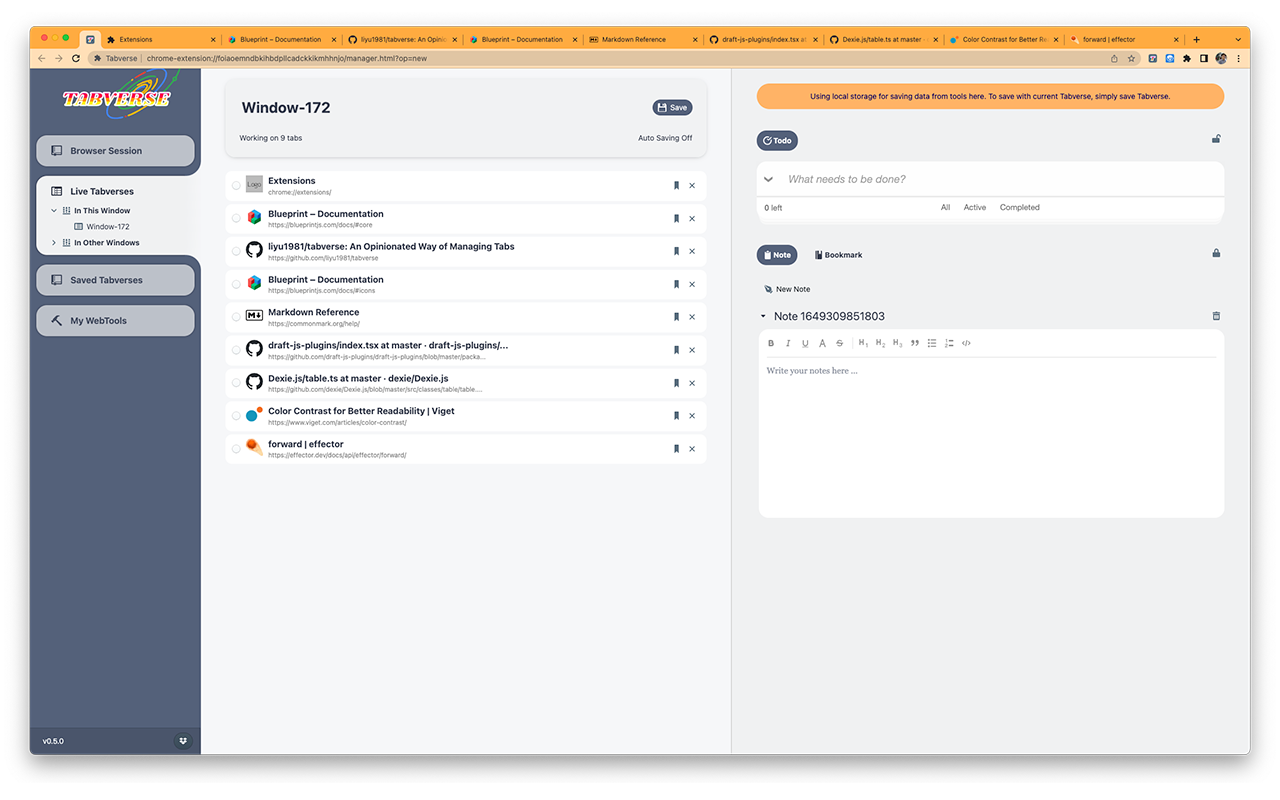 Extensions
Blueprint – Documentation
liyu1981/tabverse: An Opinio
Blueprint – Documentation
Markdown Reference
draft-js-plugins/index.tsx at
Dexie.js/table.ts at master ·
Color Contrast for Better Re
forward | effector
Tabverse
chrome-extension://foiaoemndbkihbdpllcadckklkmhhnjo/manager.html?op=new
TABVERSE
Browser Session
Live Tabverses
In This Window
Window-172
In Other Windows
Saved Tabverses
My WebTools
v0.5.0
Window-172
Save
Working on 9 tabs
Auto Saving Off
Logo
Extensions
chrome://extensions/
Blueprint – Documentation
https://blueprintjs.com/docs/#core
liyu1981/tabverse: An Opinionated Way of Managing Tabs
https://github.com/liyu1981/tabverse
Blueprint – Documentation
https://blueprintjs.com/docs/#icons
Markdown Reference
https://commonmark.org/help/
draft-js-plugins/index.tsx at master · draft-js-plugins/...
https://github.com/draft-js-plugins/draft-js-plugins/blob/master/packa...
Dexie.js/table.ts at master · dexie/Dexie.js
https://github.com/dexie/Dexie.js/blob/master/src/classes/table/table....
Color Contrast for Better Readability | Viget
https://www.viget.com/articles/color-contrast/
forward | effector
https://effector.dev/docs/api/effector/forward/
Using local storage for saving data from tools here. To save with current Tabverse, simply save Tabverse.
Todo
What needs to be done?
0 left
All
Active
Completed
Note
Bookmark
New Note
Note 1649309851803
B I U A S H1 H2 H3
Write your notes here ...